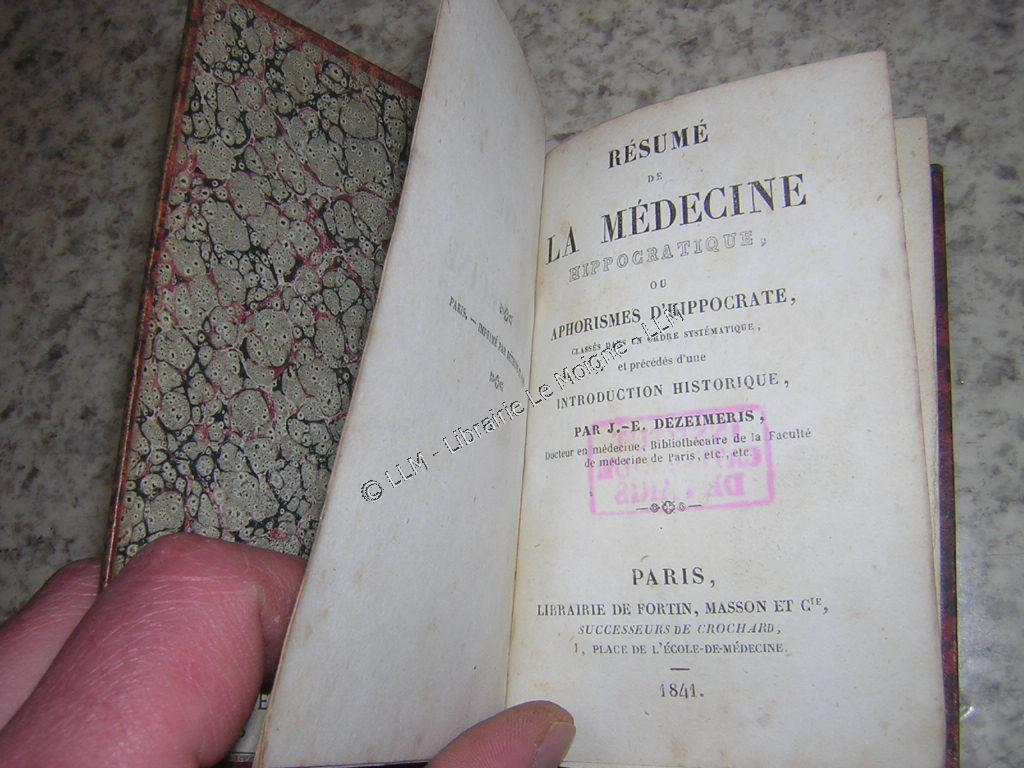 PARIS. — IMPRIMÉ PAR
RÉSUMÉ
DE
LA MÉDECINE
HIPPOCRATIQUE,
OU
APHORISMES D'HIPPOCRATE,
CLASSÉS DANS UN ORDRE SYSTÉMATIQUE,
et précédés d'une
INTRODUCTION HISTORIQUE,
PAR J.-E. DEZEIMERIS,
Docteur en médecine, Bibliothécaire de la Faculté
de médecine de Paris, etc., etc.
DE PARIS
PARIS,
LIBRAIRIE DE FORTIN, MASSON ET Cie,
SUCCESSEURS DE CROCHARD,
1, PLACE DE L'ÉCOLE-DE-MÉDECINE.
1841.
© LLM - Librairie Le Moigne - LLM